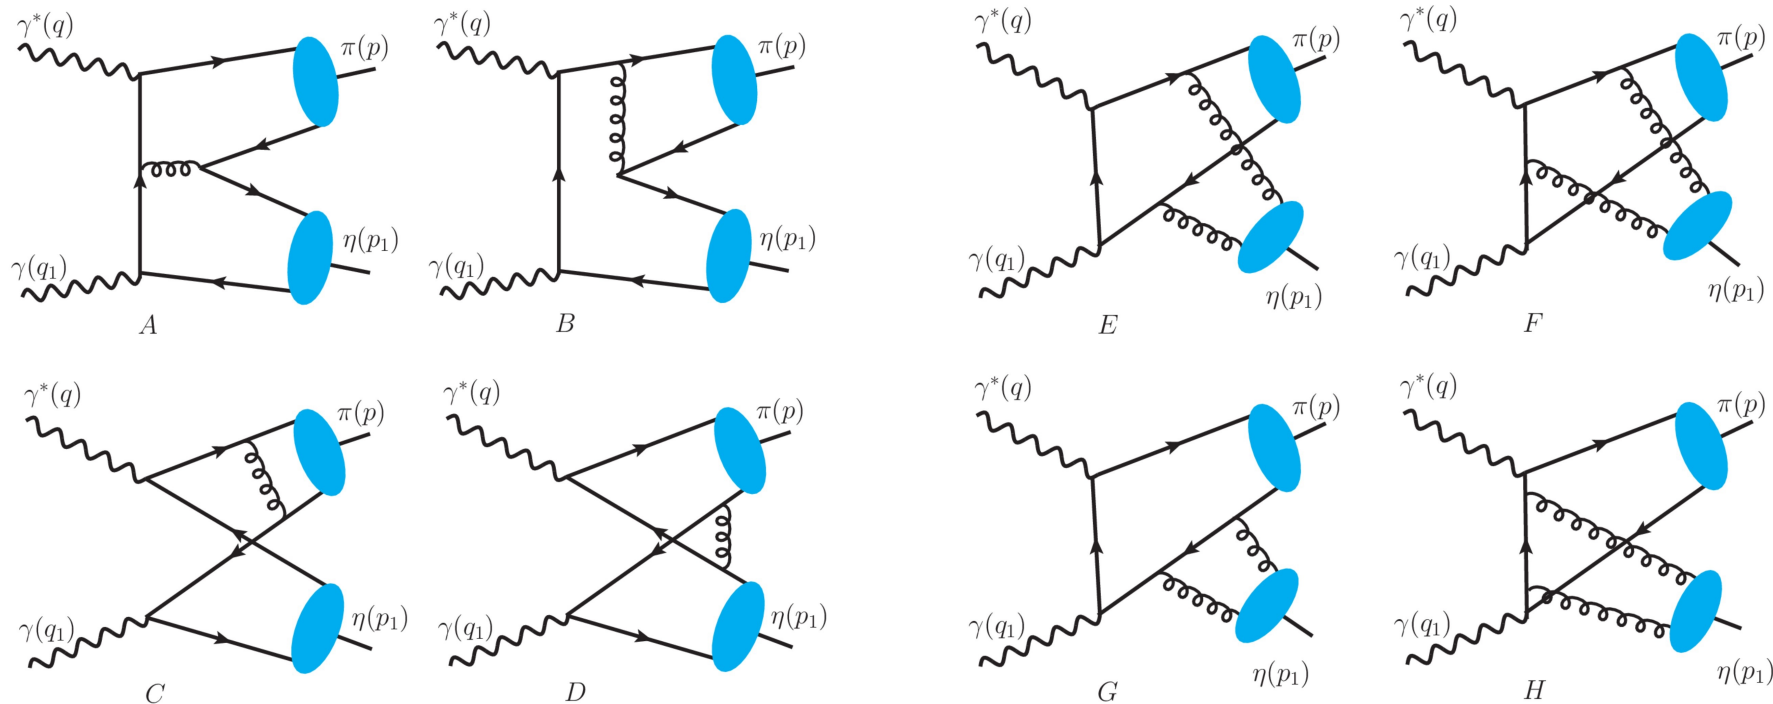 γ*(q) π(p) η(p₁) γ(q₁) A
γ*(q) π(p) η(p₁) γ(q₁) B
γ*(q) π(p) γ(q₁) η(p₁) E
γ*(q) π(p) γ(q₁) η(p₁) F
γ*(q) π(p) η(p₁) γ(q₁) C
γ*(q) π(p) η(p₁) γ(q₁) D
γ*(q) π(p) γ(q₁) η(p₁) G
γ*(q) π(p) γ(q₁) η(p₁) H